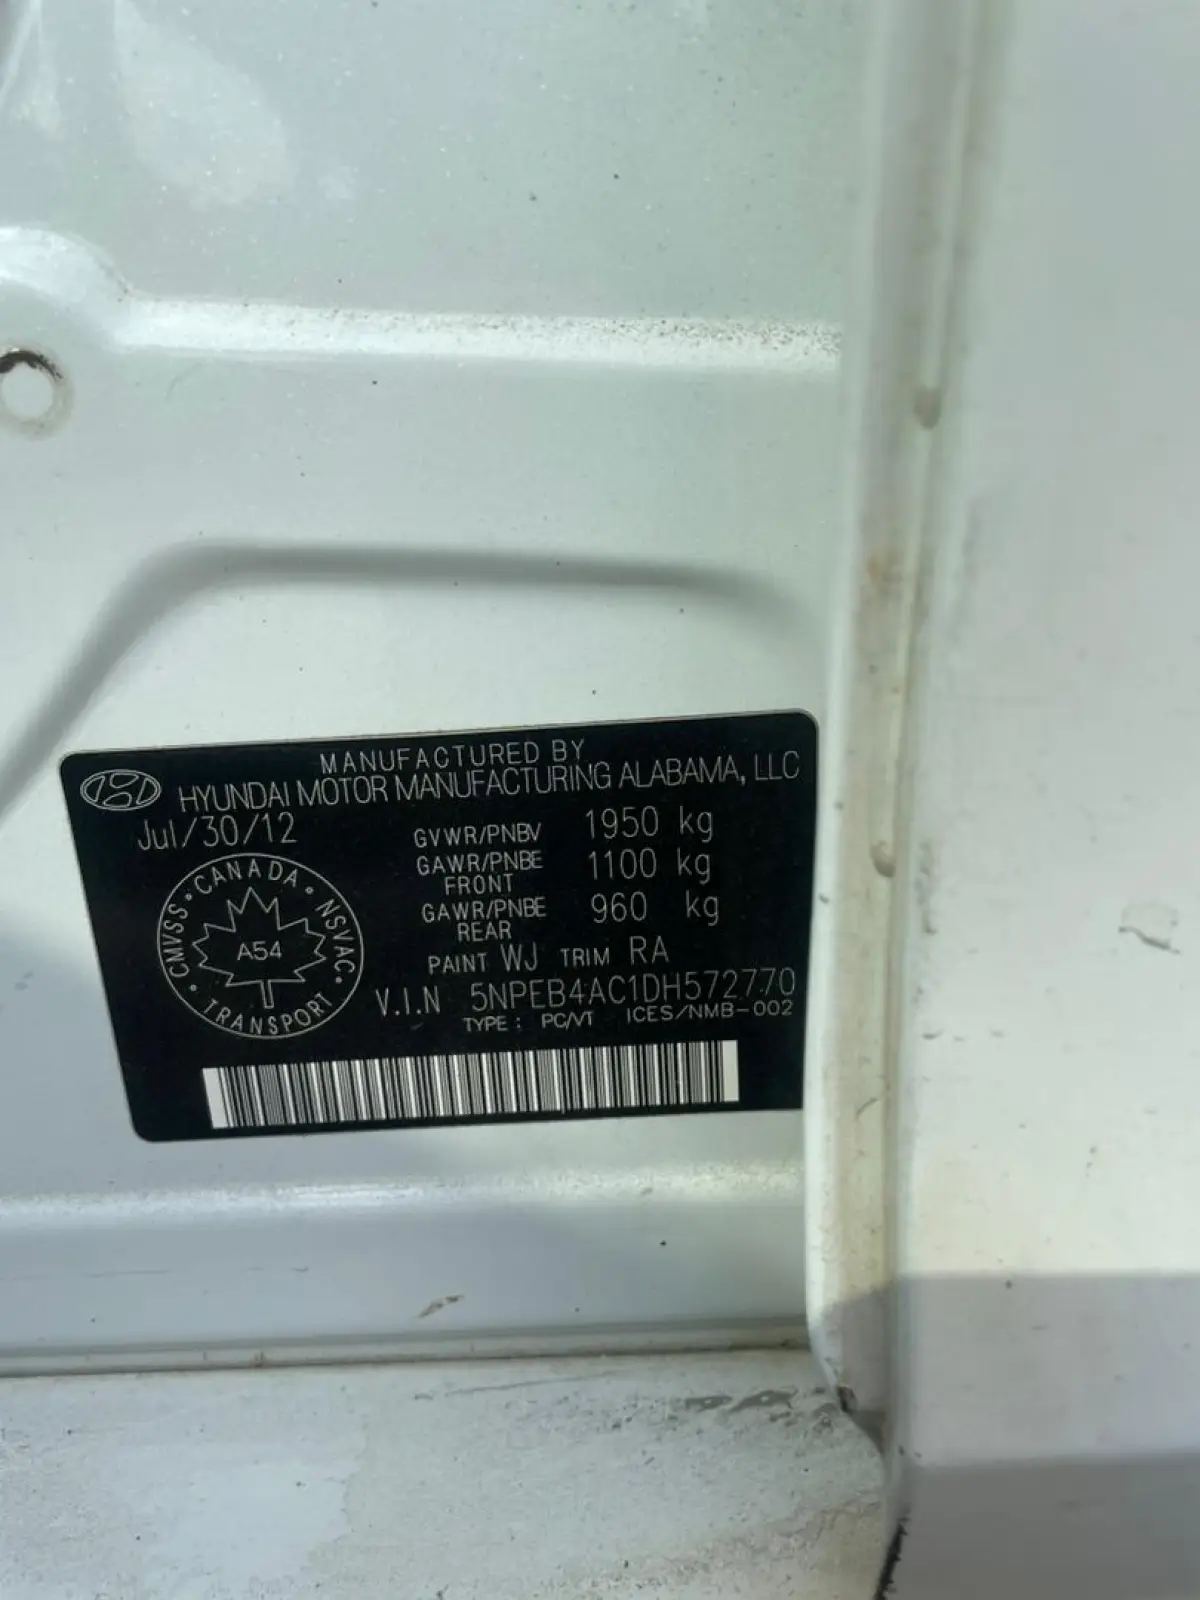 MANUFACTURED BY
HYUNDAI MOTOR MANUFACTURING ALABAMA, LLC
Jul/30/12
GVWR/PNBV 1950 kg
GAWR/PNBE FRONT 1100 kg
GAWR/PNBE REAR 960 kg
CANADA
CMVSS • NSVAC
A54
TRANSPORT
PAINT WJ TRIM RA
V.I.N 5NPEB4AC1DH572770
TYPE : PC/VT ICES/NMB-002